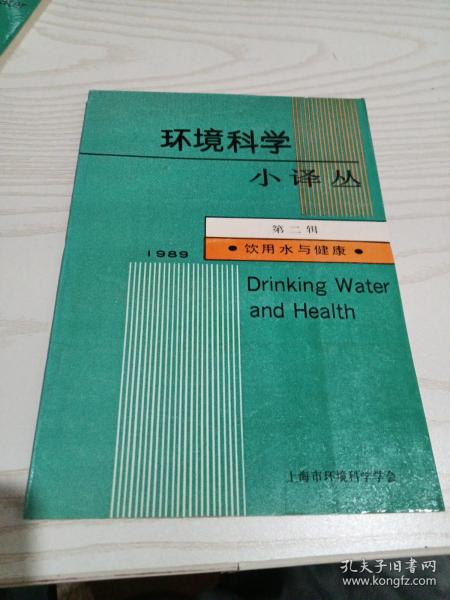 环境科学
小译丛
第二辑
1989
•饮用水与健康•
Drinking Water
and Health
上海市环境科学学会
孔夫子旧书网
www.kongfz.com